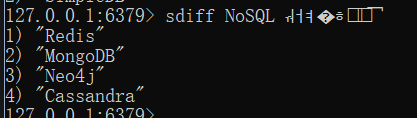 127.0.0.1:6379> sdiff NoSQL
1) "Redis"
2) "MongoDB"
3) "Neo4j"
4) "Cassandra"
127.0.0.1:6379>